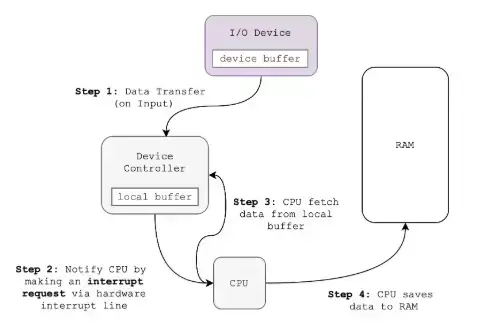 I/O Device
device buffer
Step 1: Data Transfer
(on Input)
Device
Controller
local buffer
RAM
Step 3: CPU fetch
data from local
buffer
Step 2: Notify CPU by
making an interrupt
request via hardware
interrupt line
CPU
Step 4: CPU saves
data to RAM